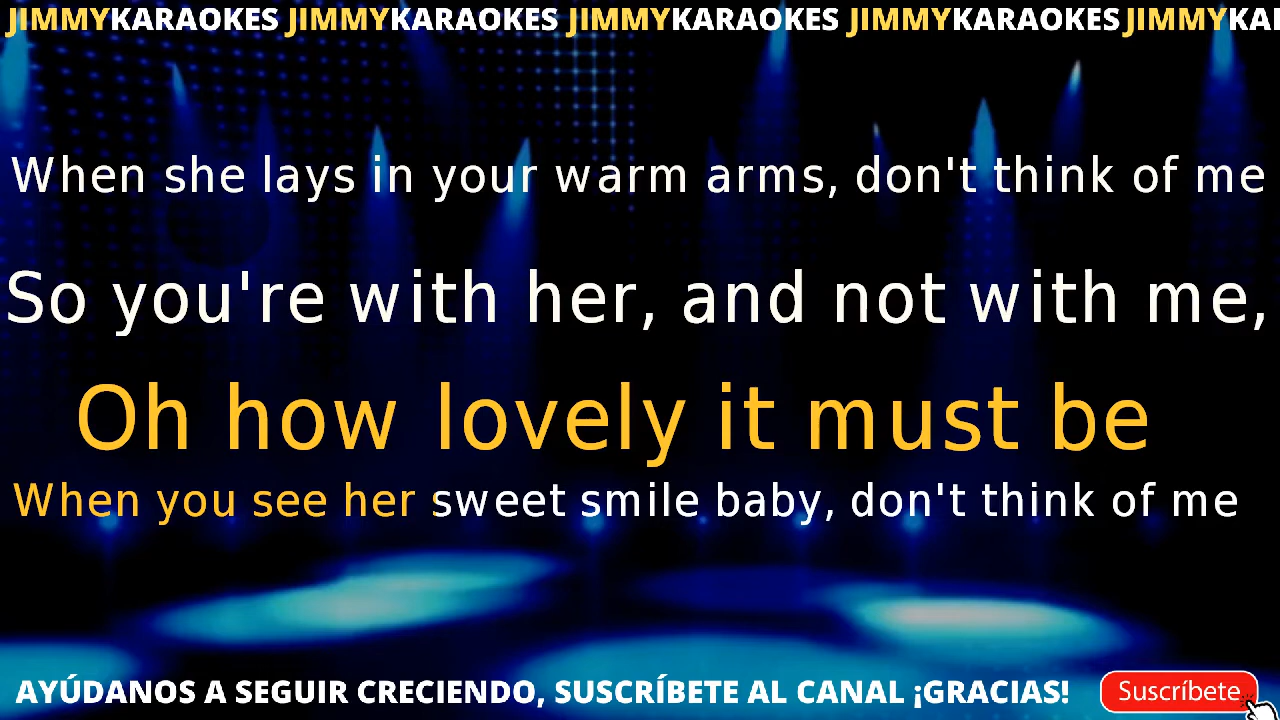 JIMMYKARAOKES JIMMYKARAOKES JIMMYKARAOKES JIMMYKARAOKES JIMMYKAI
When she lays in your warm arms, don't think of me
So you're with her, and not with me,
Oh how lovely it must be
When you see her sweet smile baby, don't think of me
AYÚDANOS A SEGUIR CRECIENDO, SUSCRÍBETE AL CANAL ¡GRACIAS! Suscríbete